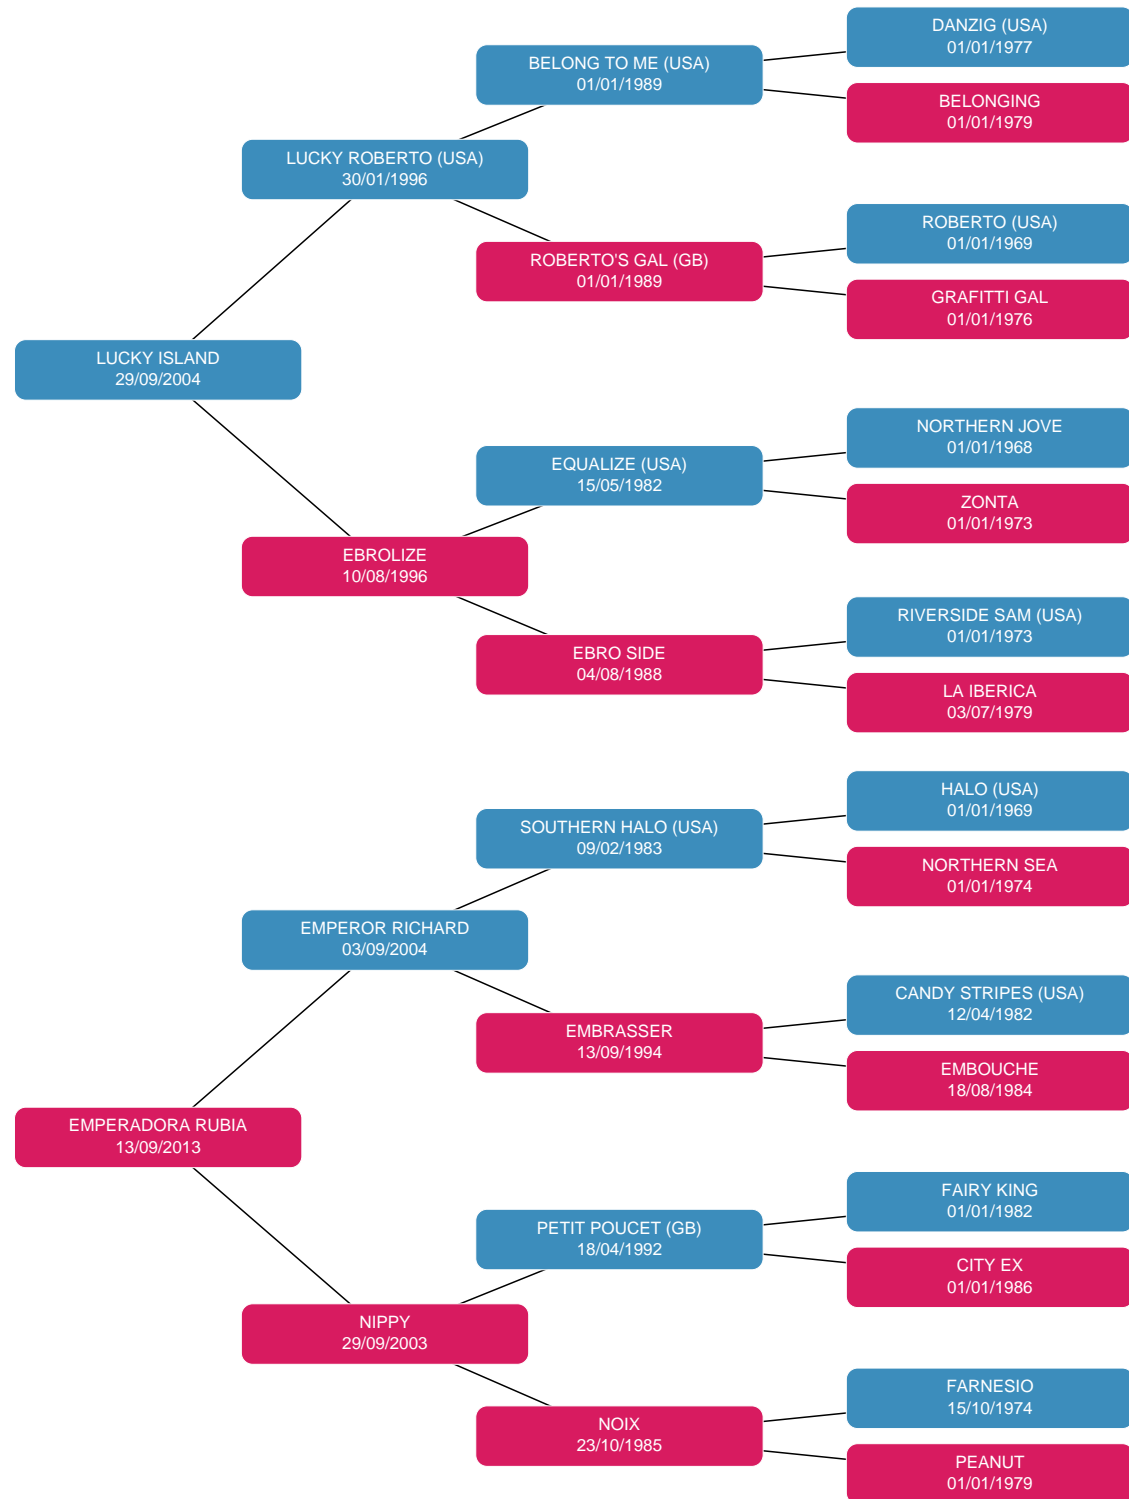 DANZIG (USA)
01/01/1977
BELONG TO ME (USA)
01/01/1989
BELONGING
01/01/1979
LUCKY ROBERTO (USA)
30/01/1996
ROBERTO (USA)
01/01/1969
ROBERTO'S GAL (GB)
01/01/1989
GRAFITTI GAL
01/01/1976
LUCKY ISLAND
29/09/2004
NORTHERN JOVE
01/01/1968
EQUALIZE (USA)
15/05/1982
ZONTA
01/01/1973
EBROLIZE
10/08/1996
RIVERSIDE SAM (USA)
01/01/1973
EBRO SIDE
04/08/1988
LA IBERICA
03/07/1979
HALO (USA)
01/01/1969
SOUTHERN HALO (USA)
09/02/1983
NORTHERN SEA
01/01/1974
EMPEROR RICHARD
03/09/2004
CANDY STRIPES (USA)
12/04/1982
EMBRASSER
13/09/1994
EMBOUCHE
18/08/1984
EMPERADORA RUBIA
13/09/2013
FAIRY KING
01/01/1982
PETIT POUCET (GB)
18/04/1992
CITY EX
01/01/1986
NIPPY
29/09/2003
FARNESIO
15/10/1974
NOIX
23/10/1985
PEANUT
01/01/1979